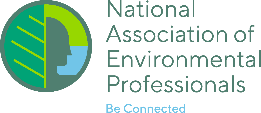 National
Association of
Environmental
Professionals
Be Connected